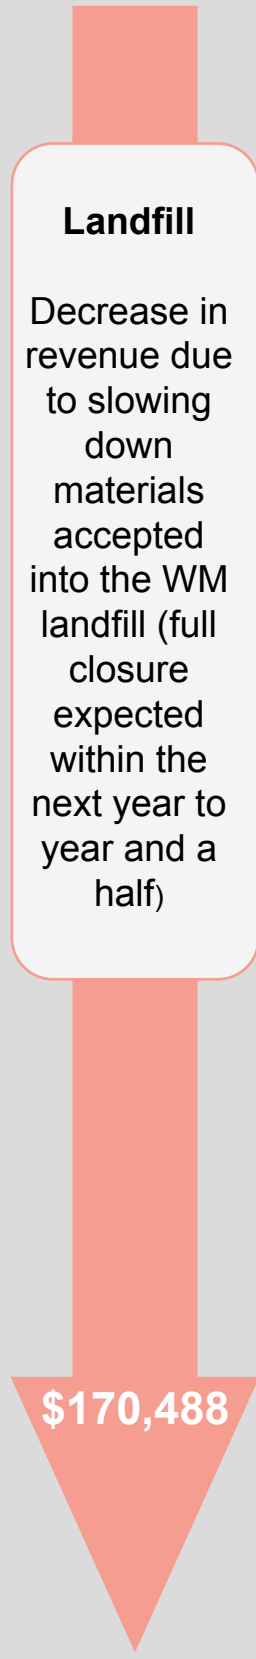 Landfill
Decrease in
revenue due
to slowing
down
materials
accepted
into the WM
landfill (full
closure
expected
within the
next year to
year and a
half)
$170,488